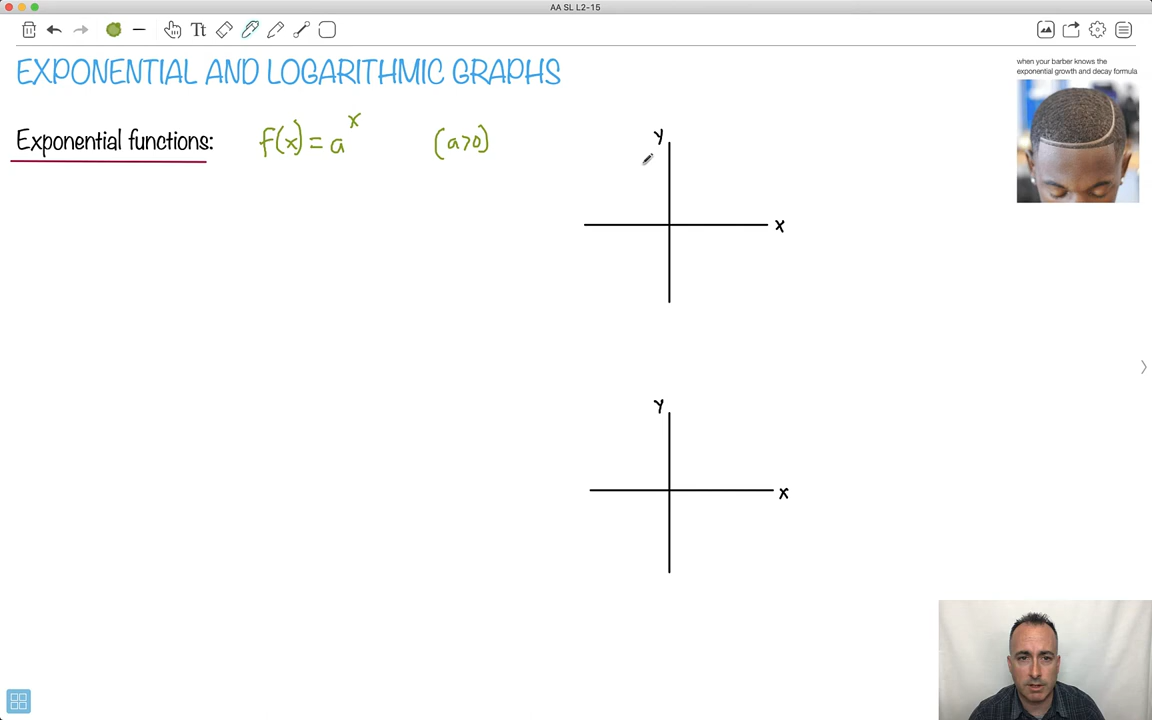 AA SL L2-15
Tt
EXPONENTIAL AND LOGARITHMIC GRAPHS
when your barber knows the
exponential growth and decay formula
Exponential functions: f(x) = a^x (a>0)
y
x
y
x